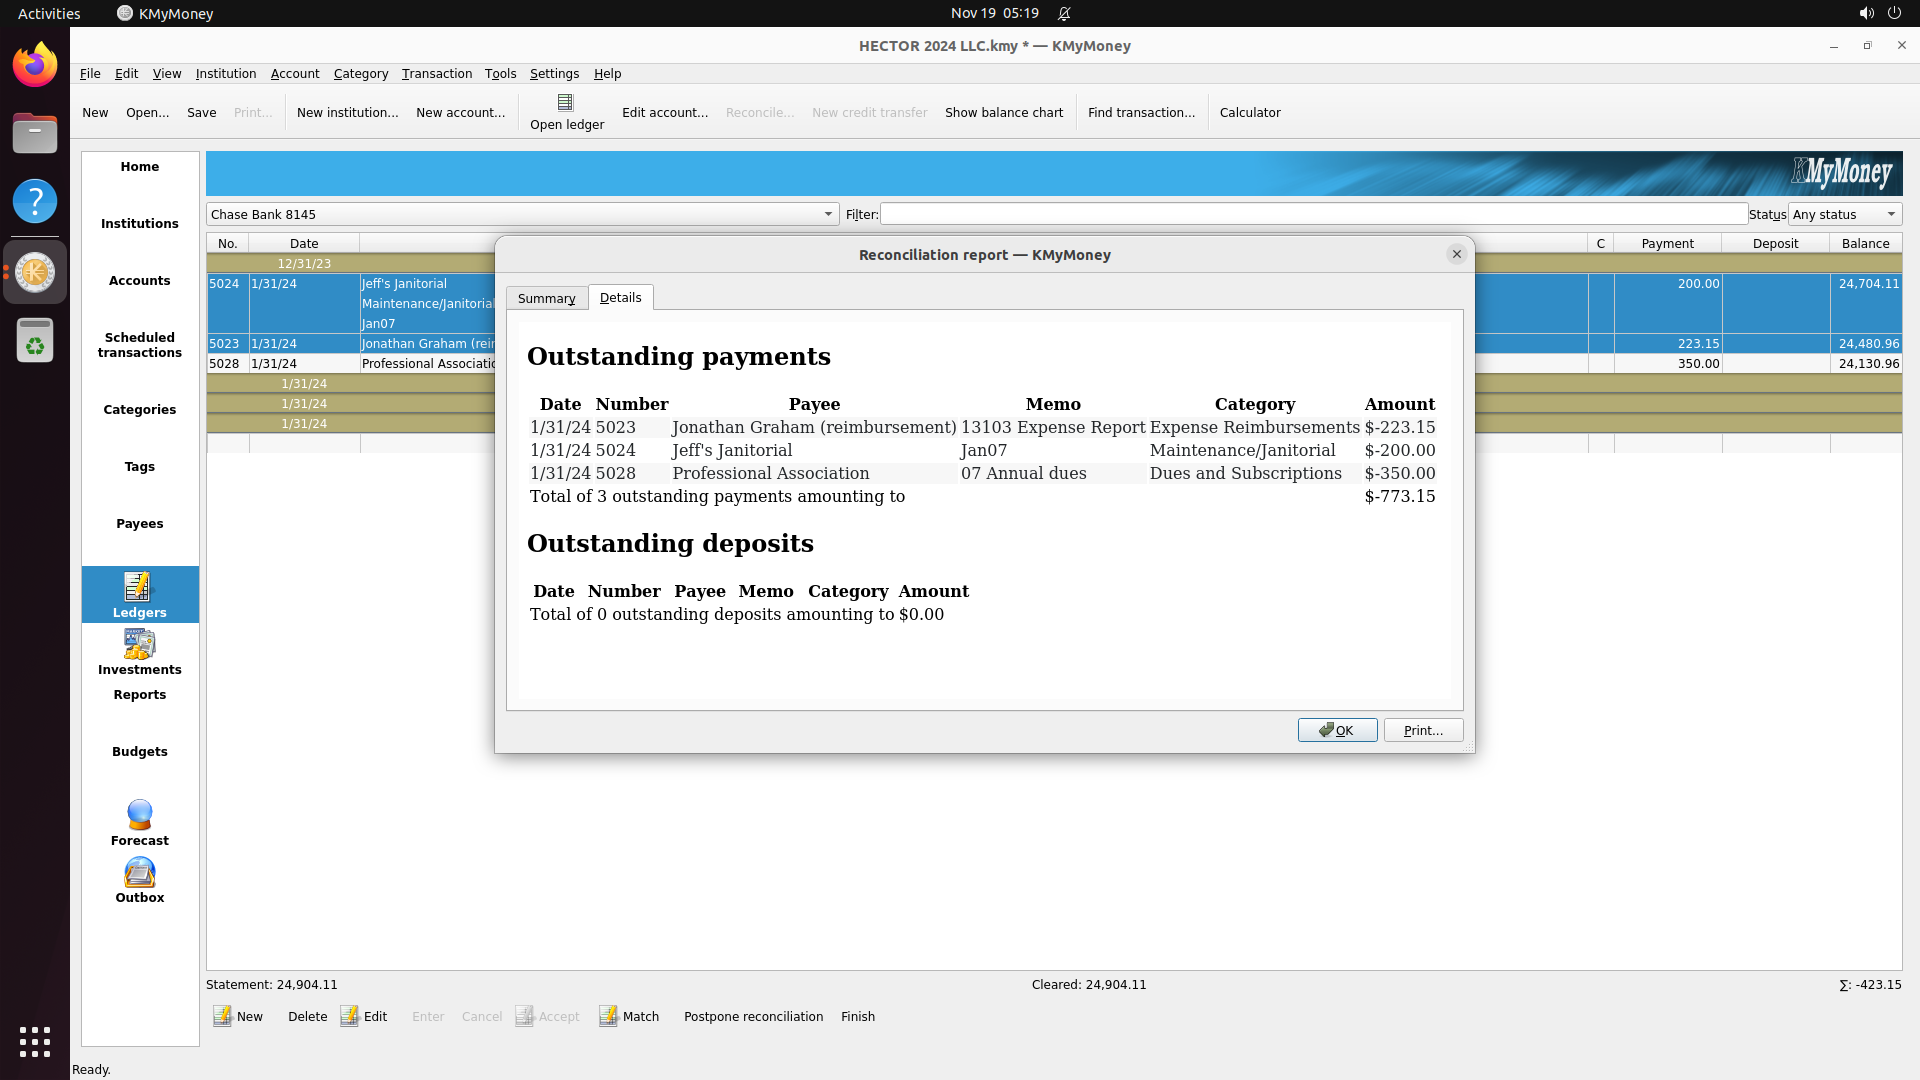 Activities KMyMoney Nov 19 05:19
HECTOR 2024 LLC.kmy * — KMyMoney
File Edit View Institution Account Category Transaction Tools Settings Help
New Open... Save Print... New institution... New account... Open ledger Edit account... Reconcile... New credit transfer Show balance chart Find transaction... Calculator
Home
Institutions
Accounts
Scheduled
transactions
Categories
Tags
Payees
Ledgers
Investments
Reports
Budgets
Forecast
Outbox
KMyMoney
Chase Bank 8145 Filter: Status Any status
No. Date C Payment Deposit Balance
12/31/23
5024 1/31/24 Jeff's Janitorial 200.00 24,704.11
Maintenance/Janitorial
Jan07
5023 1/31/24 Jonathan Graham (rei 223.15 24,480.96
5028 1/31/24 Professional Associatio 350.00 24,130.96
1/31/24
1/31/24
1/31/24
Reconciliation report — KMyMoney
Summary Details
Outstanding payments
Date Number Payee Memo Category Amount
1/31/24 5023 Jonathan Graham (reimbursement) 13103 Expense Report Expense Reimbursements $-223.15
1/31/24 5024 Jeff's Janitorial Jan07 Maintenance/Janitorial $-200.00
1/31/24 5028 Professional Association 07 Annual dues Dues and Subscriptions $-350.00
Total of 3 outstanding payments amounting to $-773.15
Outstanding deposits
Date Number Payee Memo Category Amount
Total of 0 outstanding deposits amounting to $0.00
OK Print...
Statement: 24,904.11 Cleared: 24,904.11 ∑: -423.15
New Delete Edit Enter Cancel Accept Match Postpone reconciliation Finish
Ready.